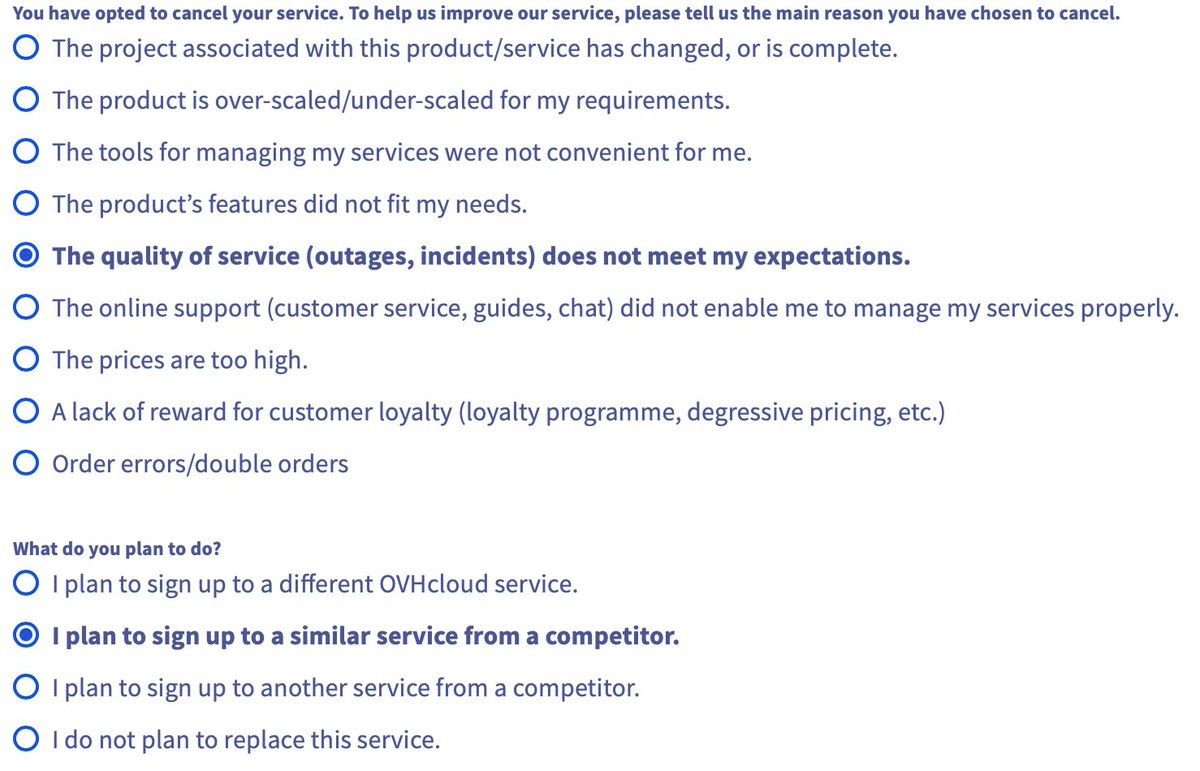 You have opted to cancel your service. To help us improve our service, please tell us the main reason you have chosen to cancel.
The project associated with this product/service has changed, or is complete.
The product is over-scaled/under-scaled for my requirements.
The tools for managing my services were not convenient for me.
The product’s features did not fit my needs.
The quality of service (outages, incidents) does not meet my expectations.
The online support (customer service, guides, chat) did not enable me to manage my services properly.
The prices are too high.
A lack of reward for customer loyalty (loyalty programme, degressive pricing, etc.)
Order errors/double orders
What do you plan to do?
I plan to sign up to a different OVHcloud service.
I plan to sign up to a similar service from a competitor.
I plan to sign up to another service from a competitor.
I do not plan to replace this service.